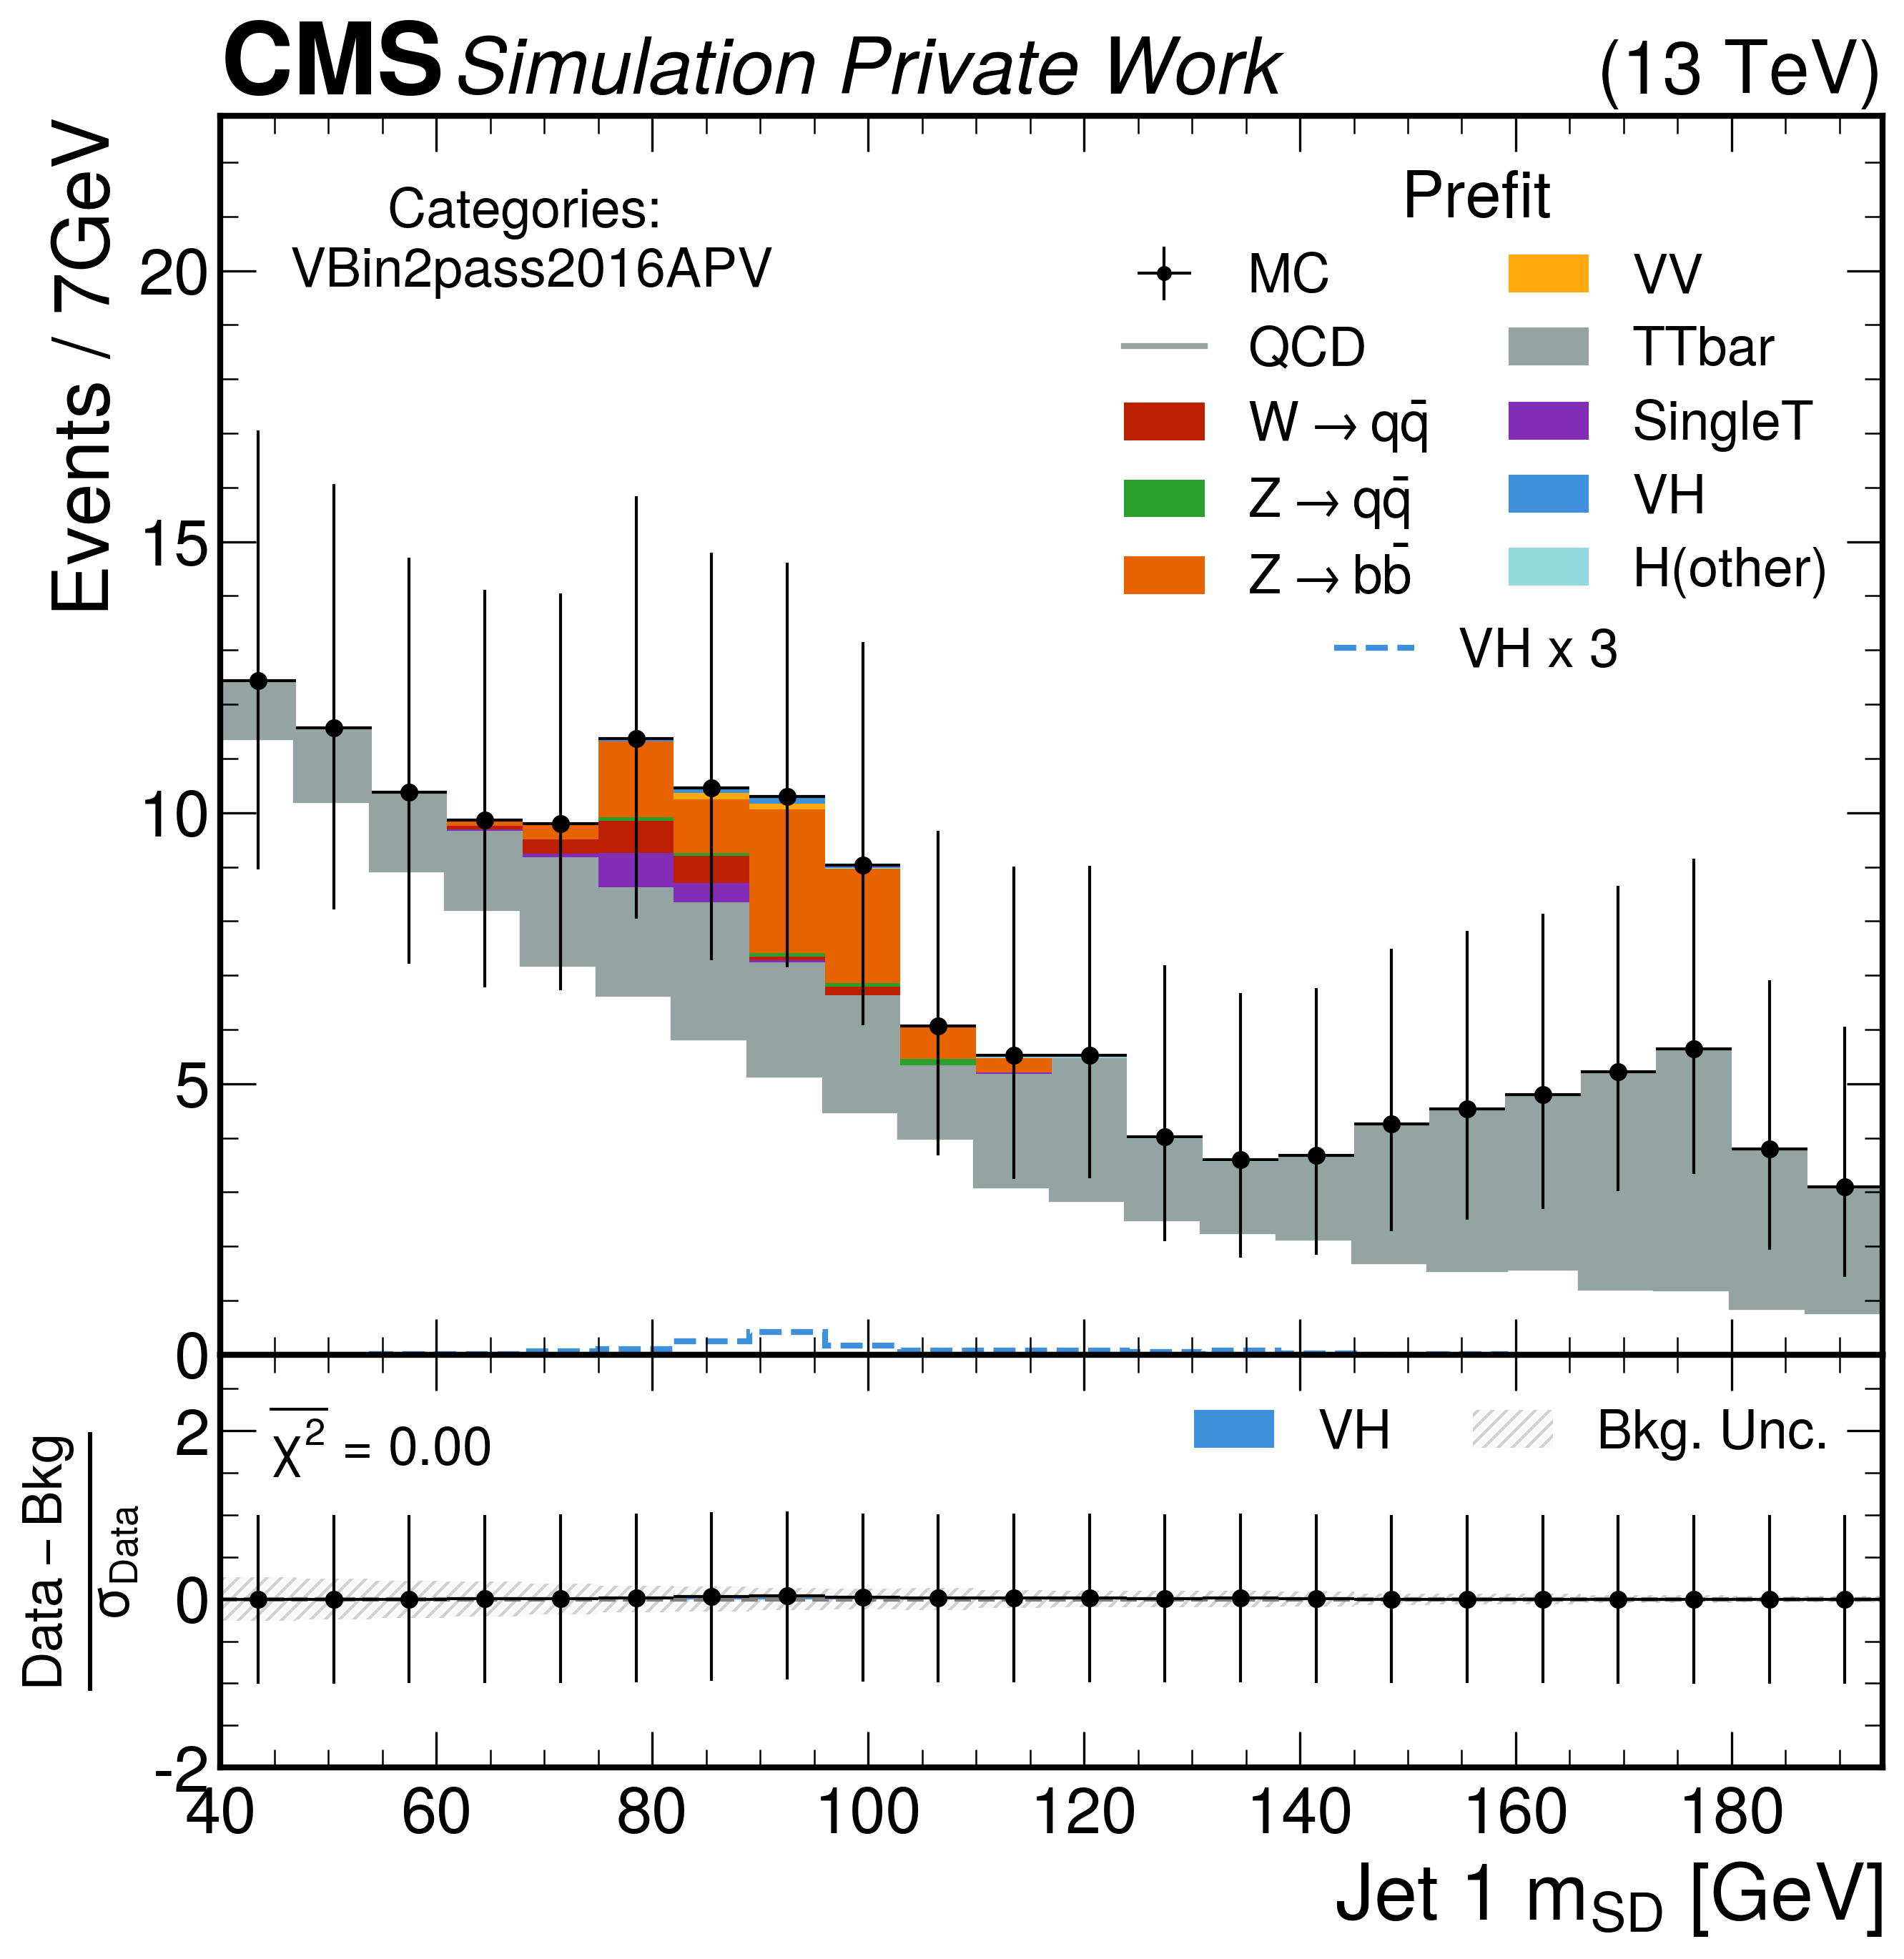 CMS Simulation Private Work (13 TeV)
Events / 7GeV
Categories:
VBin2pass2016APV
Prefit
MC
QCD
W → qq̄
Z → qq̄
Z → bb̄
VV
TTbar
SingleT
VH
H(other)
VH x 3
20
15
10
5
0
Data – Bkg
σData
χ² = 0.00
VH
Bkg. Unc.
2
0
-2
40 60 80 100 120 140 160 180
Jet 1 mSD [GeV]